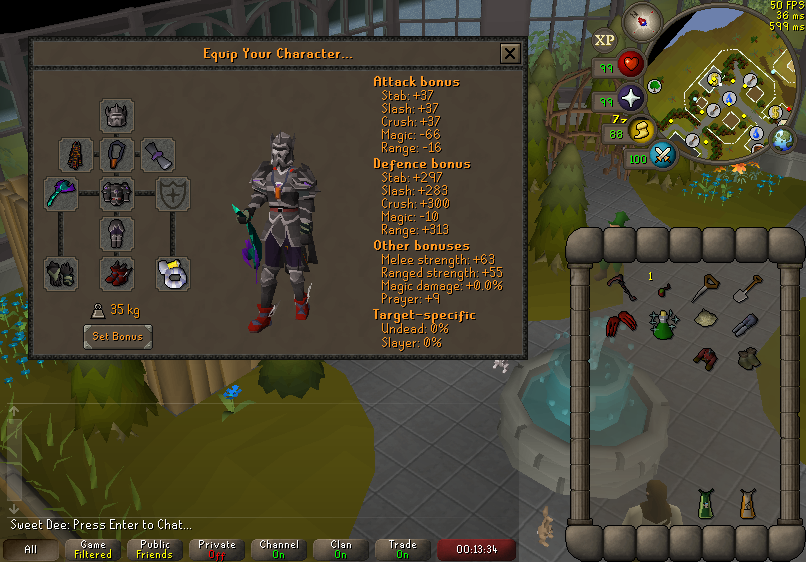 50 FPS
36 ms
599 ms
Equip Your Character...
XP
99
99
88
100
Attack bonus
Stab: +37
Slash: +37
Crush: +37
Magic: -66
Range: -16
Defence bonus
Stab: +297
Slash: +283
Crush: +300
Magic: -10
Range: +313
Other bonuses
Melee strength: +63
Ranged strength: +55
Magic damage: +0.0%
Prayer: +9
Target-specific
Undead: 0%
Slayer: 0%
35 kg
Set Bonus
1
Sweet Dee: Press Enter to Chat...
All
Game
Filtered
Public
Friends
Private
Off
Channel
On
Clan
On
Trade
On
00:13:34